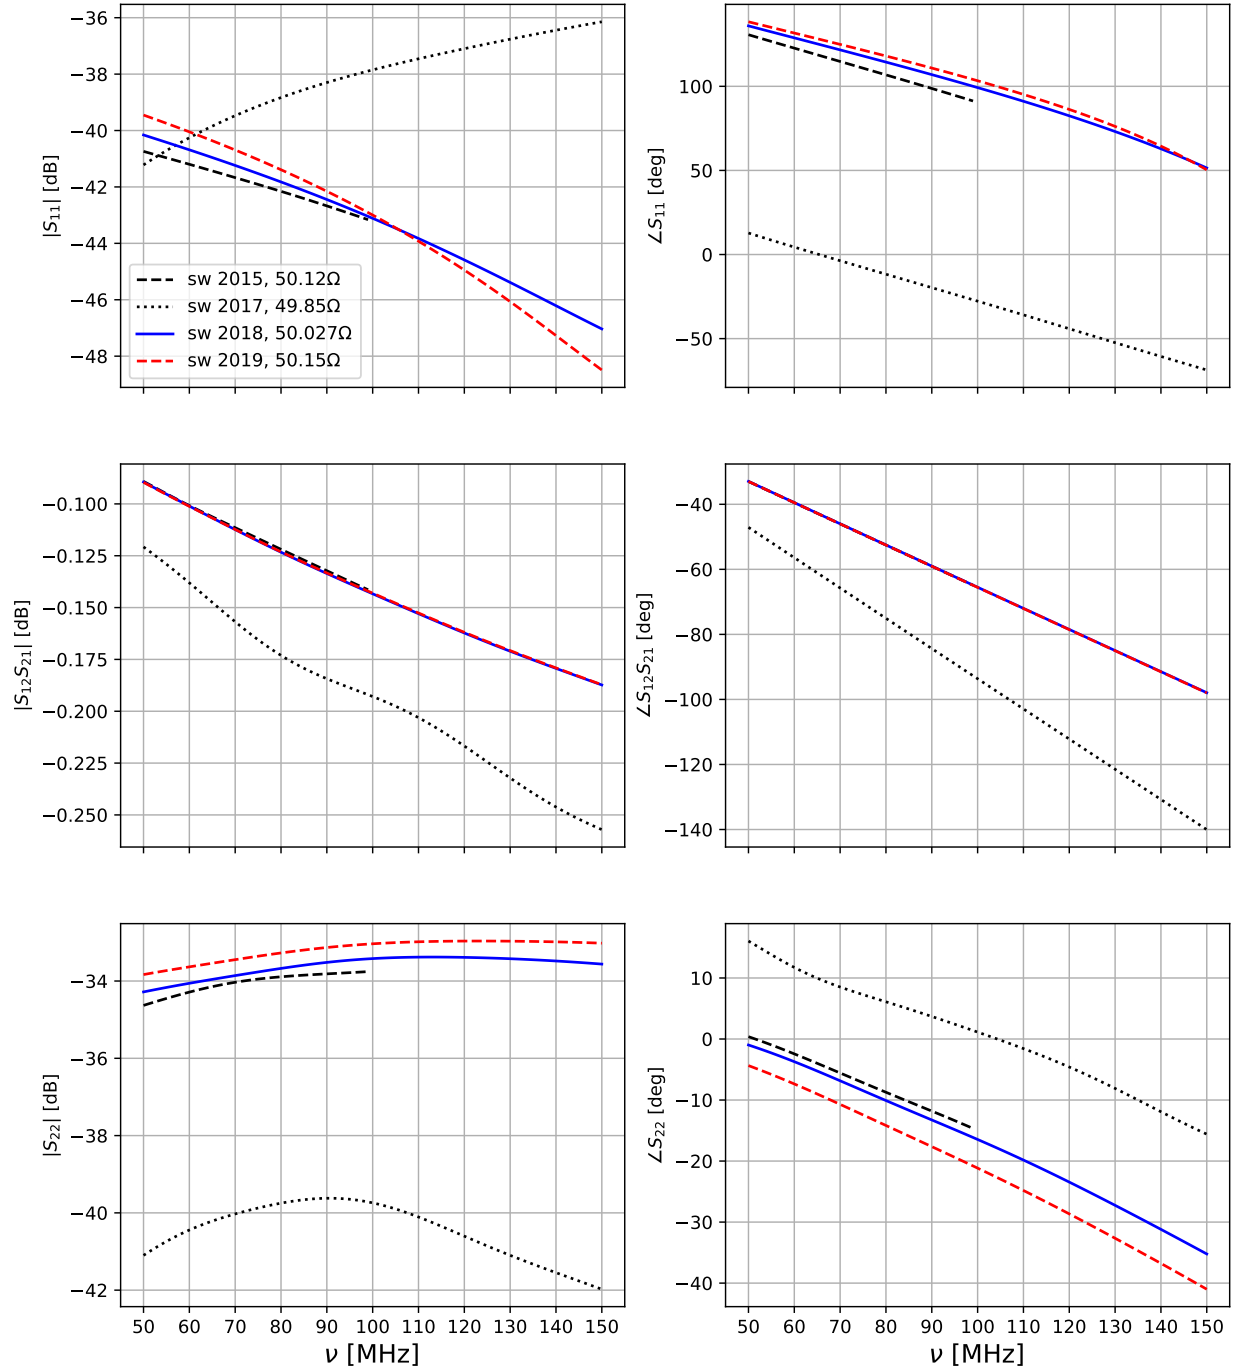 −36
−38
−40
−42
−44
−46
−48
|S11| [dB]
sw 2015, 50.12Ω
sw 2017, 49.85Ω
sw 2018, 50.027Ω
sw 2019, 50.15Ω
100
50
0
−50
∠S11 [deg]
−0.100
−0.125
−0.150
−0.175
−0.200
−0.225
−0.250
|S12S21| [dB]
−40
−60
−80
−100
−120
−140
∠S12S21 [deg]
−34
−36
−38
−40
−42
|S22| [dB]
50 60 70 80 90 100 110 120 130 140 150
ν [MHz]
10
0
−10
−20
−30
−40
∠S22 [deg]
50 60 70 80 90 100 110 120 130 140 150
ν [MHz]